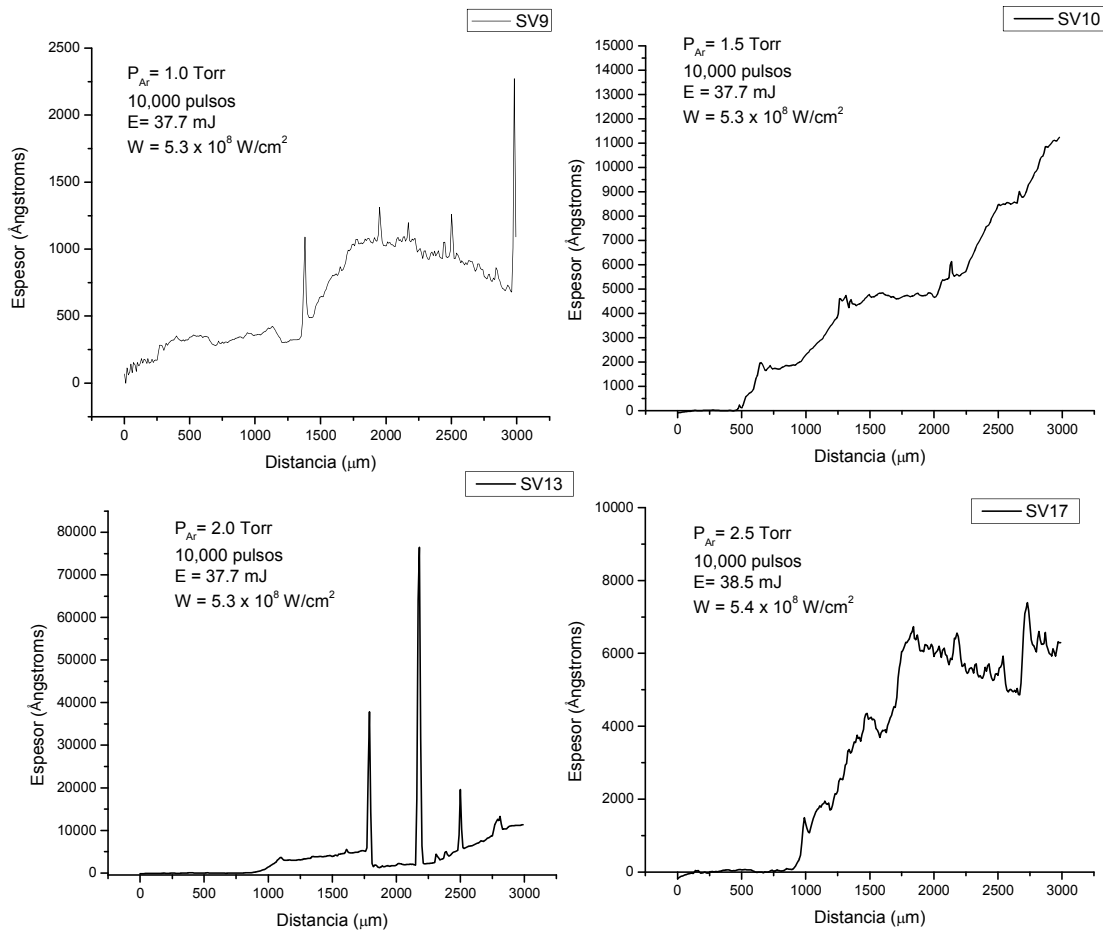 SV9
P_Ar= 1.0 Torr
10,000 pulsos
E= 37.7 mJ
W = 5.3 x 10^8 W/cm^2
Espesor (Ångstroms)
2500
2000
1500
1000
500
0
0 500 1000 1500 2000 2500 3000
Distancia (μm)
SV10
P_Ar= 1.5 Torr
10,000 pulsos
E = 37.7 mJ
W = 5.3 x 10^8 W/cm^2
Espesor (Ångstroms)
15000
14000
13000
12000
11000
10000
9000
8000
7000
6000
5000
4000
3000
2000
1000
0
0 500 1000 1500 2000 2500 3000
Distancia (μm)
SV13
P_Ar= 2.0 Torr
10,000 pulsos
E = 37.7 mJ
W = 5.3 x 10^8 W/cm^2
Espesor (Ångstroms)
80000
70000
60000
50000
40000
30000
20000
10000
0
0 500 1000 1500 2000 2500 3000
Distancia (μm)
SV17
P_Ar= 2.5 Torr
10,000 pulsos
E= 38.5 mJ
W = 5.4 x 10^8 W/cm^2
Espesor (Ångstroms)
8000
6000
4000
2000
0
0 500 1000 1500 2000 2500 3000
Distancia (μm)